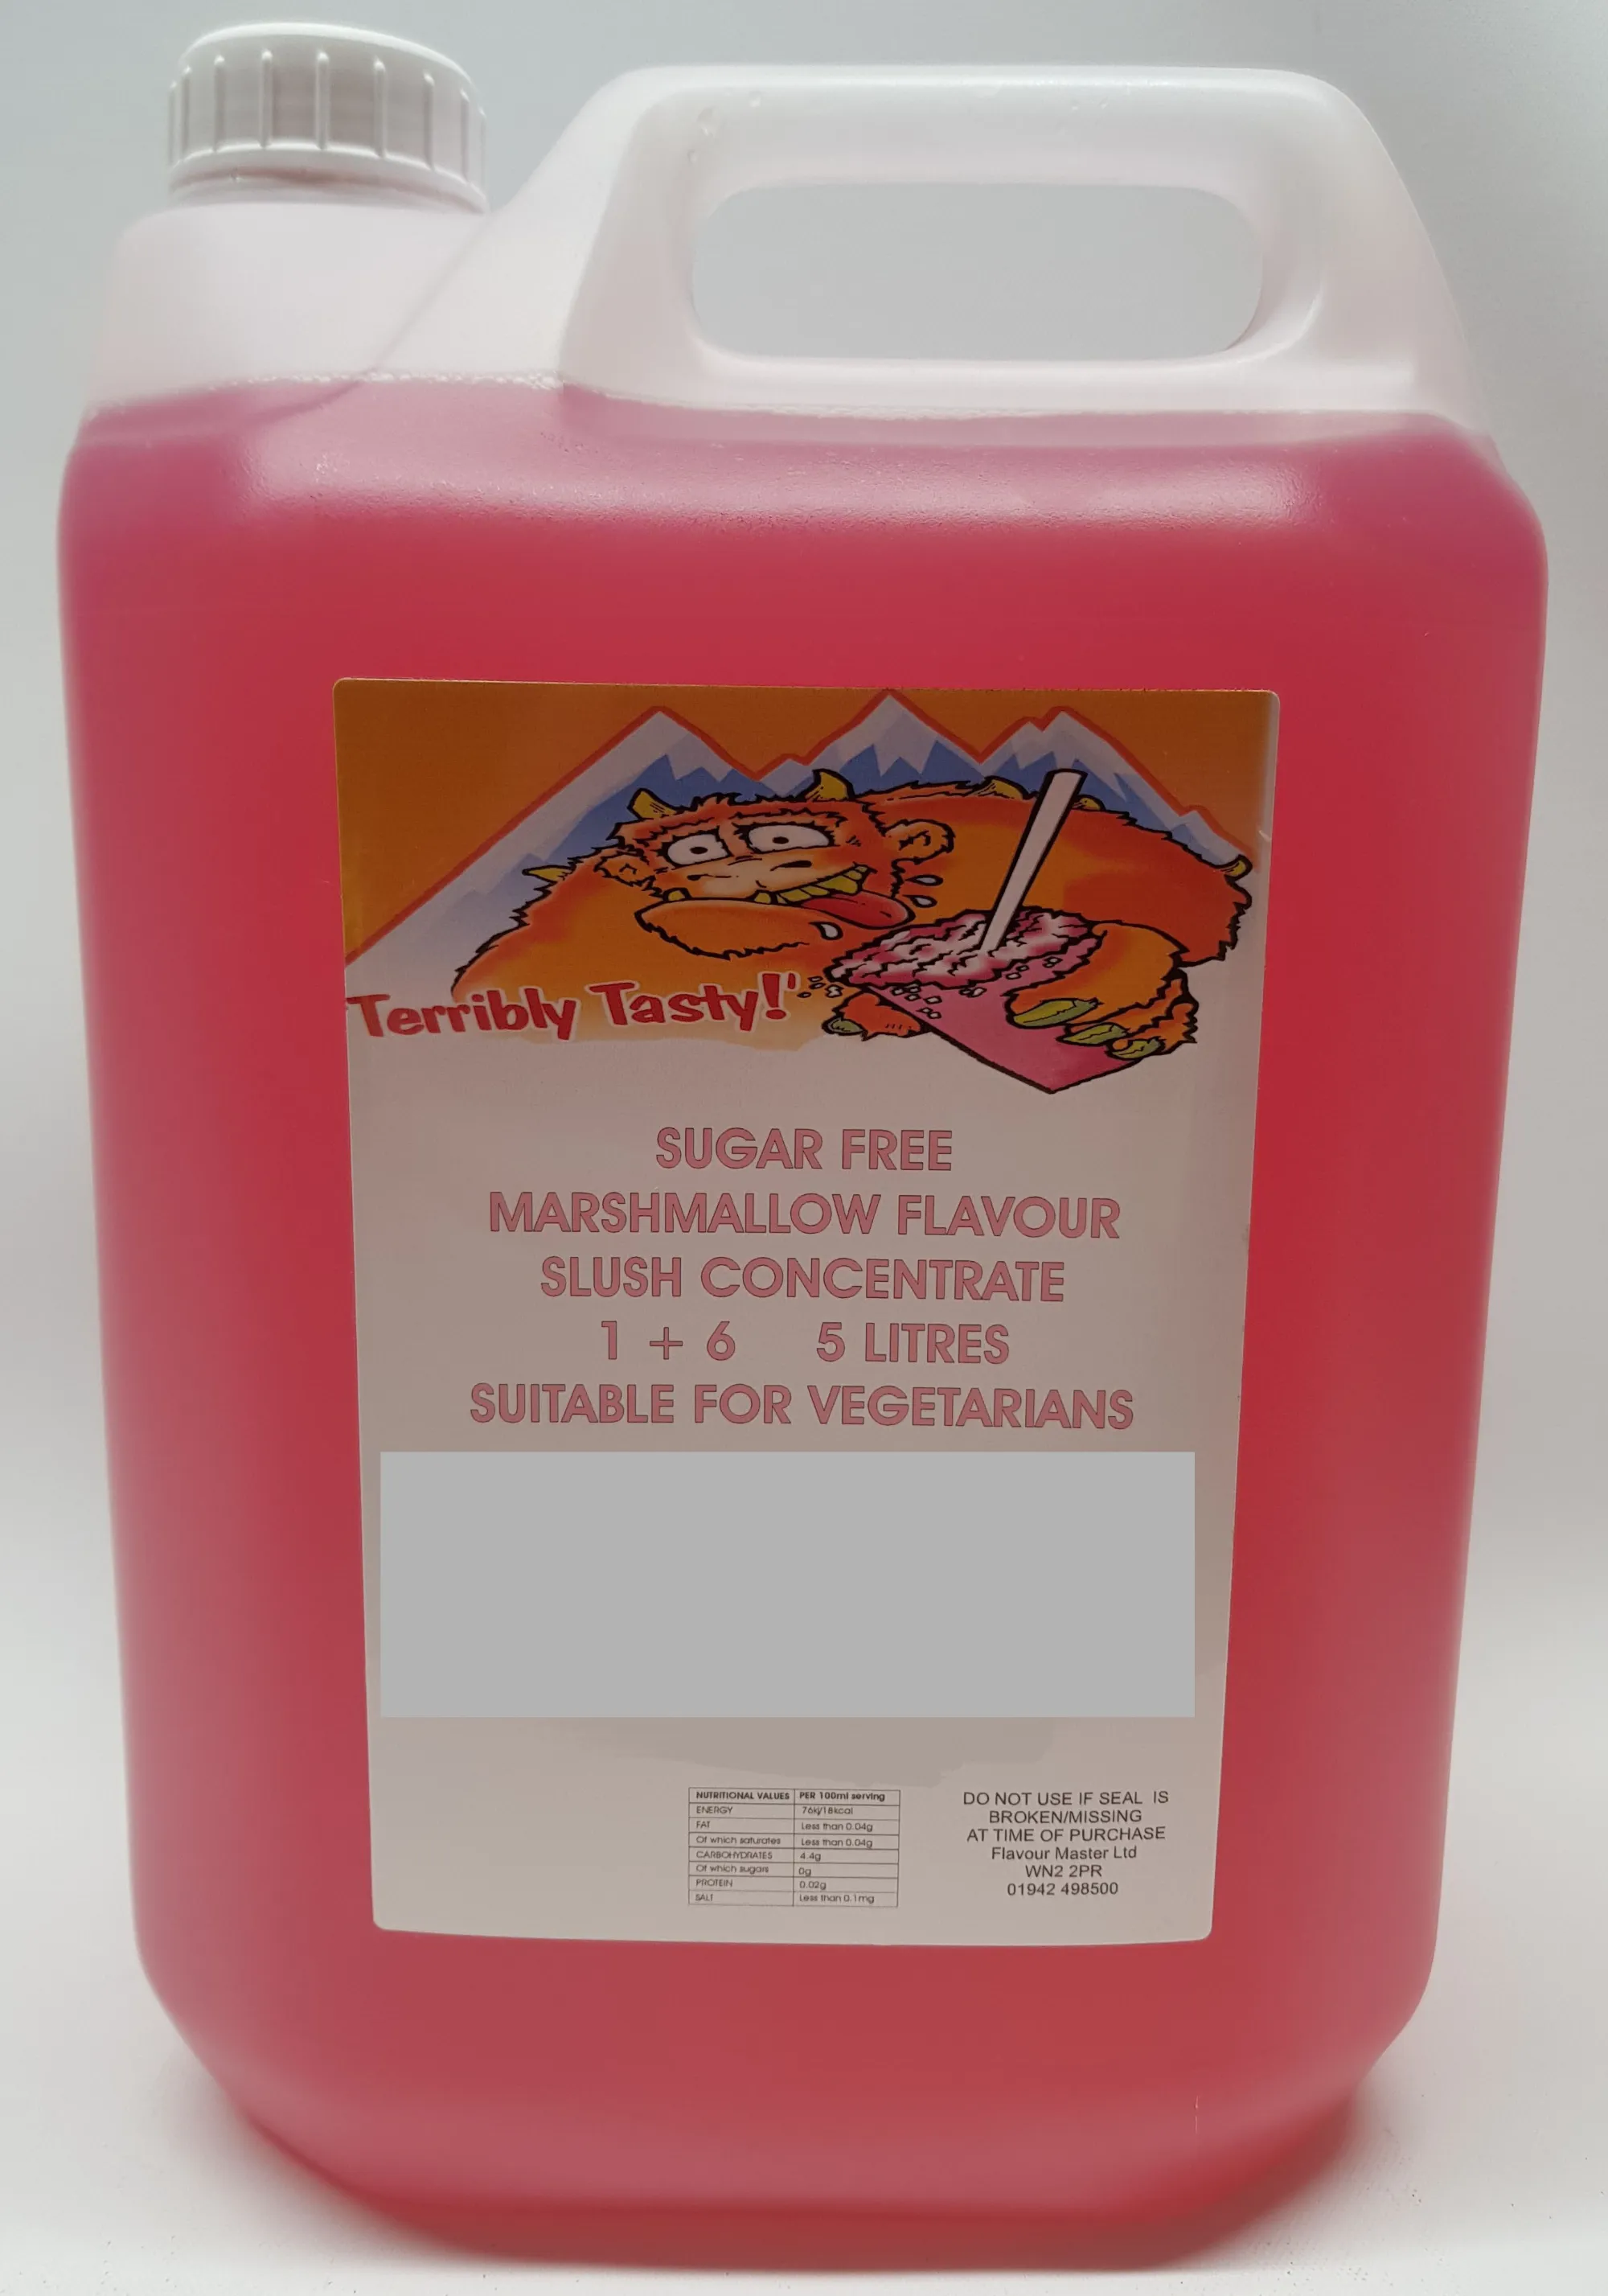 Terribly Tasty!
SUGAR FREE
MARSHMALLOW FLAVOUR
SLUSH CONCENTRATE
1 + 6 5 LITRES
SUITABLE FOR VEGETARIANS
NUTRITIONAL VALUES PER 100ml serving
ENERGY 76kj/18kcal
FAT Less than 0.04g
Of which saturates Less than 0.04g
CARBOHYDRATES 4.4g
Of which sugars 0g
PROTEIN 0.02g
SALT Less than 0.1mg
DO NOT USE IF SEAL IS
BROKEN/MISSING
AT TIME OF PURCHASE
Flavour Master Ltd
WN2 2PR
01942 498500